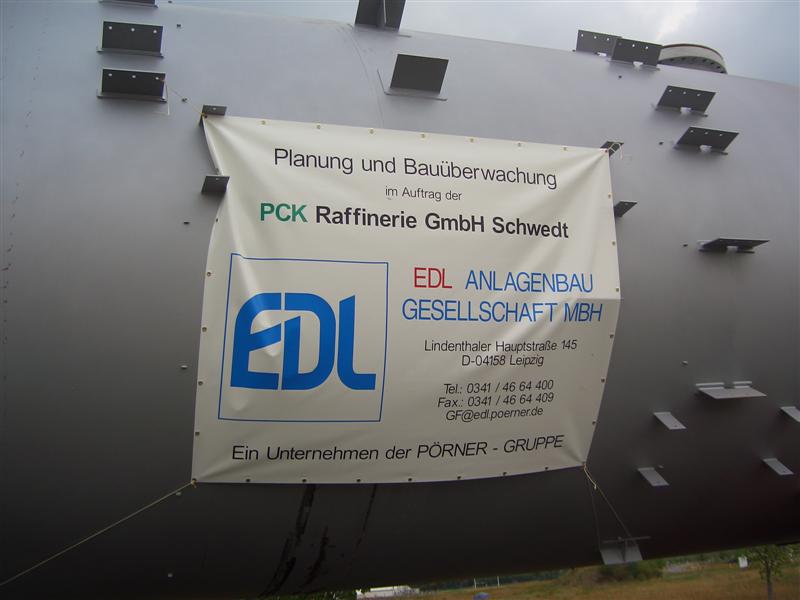 Planung und Bauüberwachung
im Auftrag der
PCK Raffinerie GmbH Schwedt
EDL
EDL ANLAGENBAU
GESELLSCHAFT MBH
Lindenthaler Hauptstraße 145
D-04158 Leipzig
Tel.: 0341 / 46 64 400
Fax.: 0341 / 46 64 409
GF@edl.poerner.de
Ein Unternehmen der PÖRNER - GRUPPE